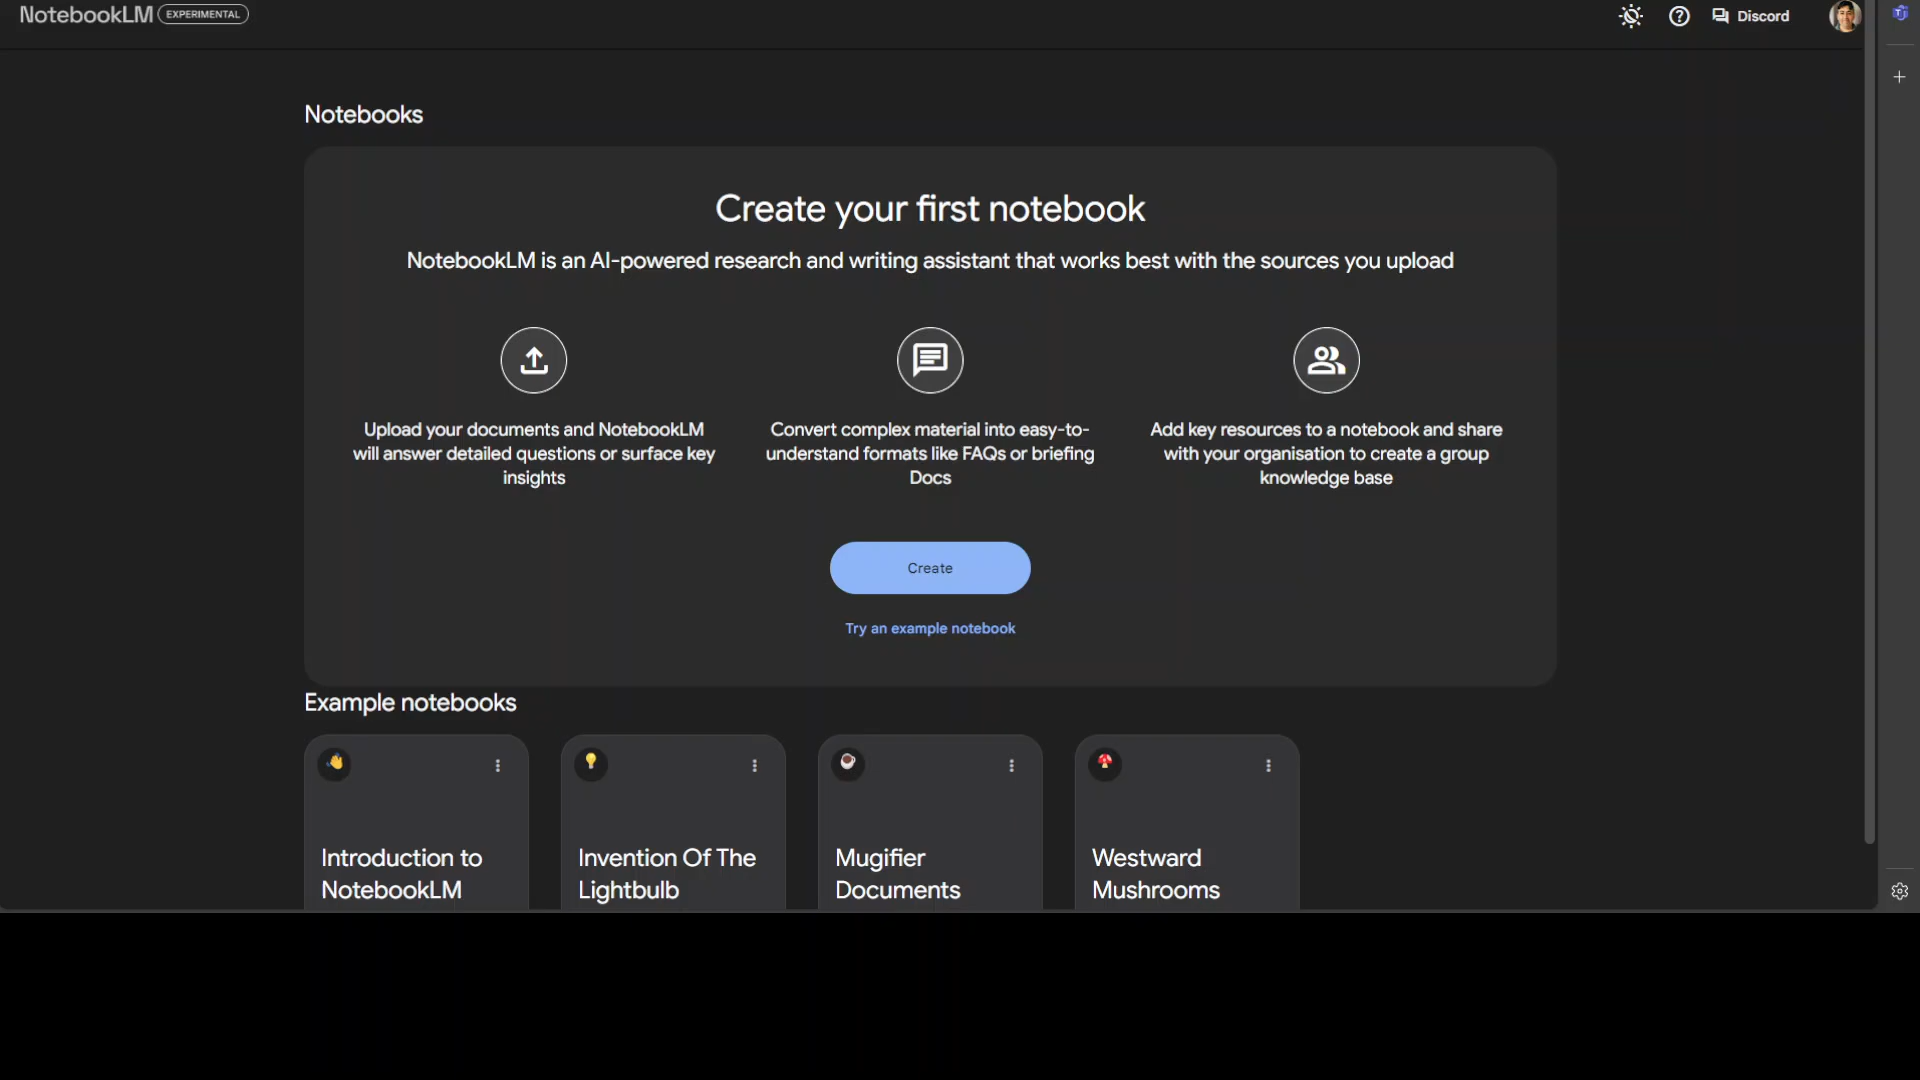 NotebookLM EXPERIMENTAL
Discord
Notebooks
Create your first notebook
NotebookLM is an AI-powered research and writing assistant that works best with the sources you upload
Upload your documents and NotebookLM
will answer detailed questions or surface key
insights
Convert complex material into easy-to-
understand formats like FAQs or briefing
Docs
Add key resources to a notebook and share
with your organisation to create a group
knowledge base
Create
Try an example notebook
Example notebooks
Introduction to
NotebookLM
Invention Of The
Lightbulb
Mugifier
Documents
Westward
Mushrooms